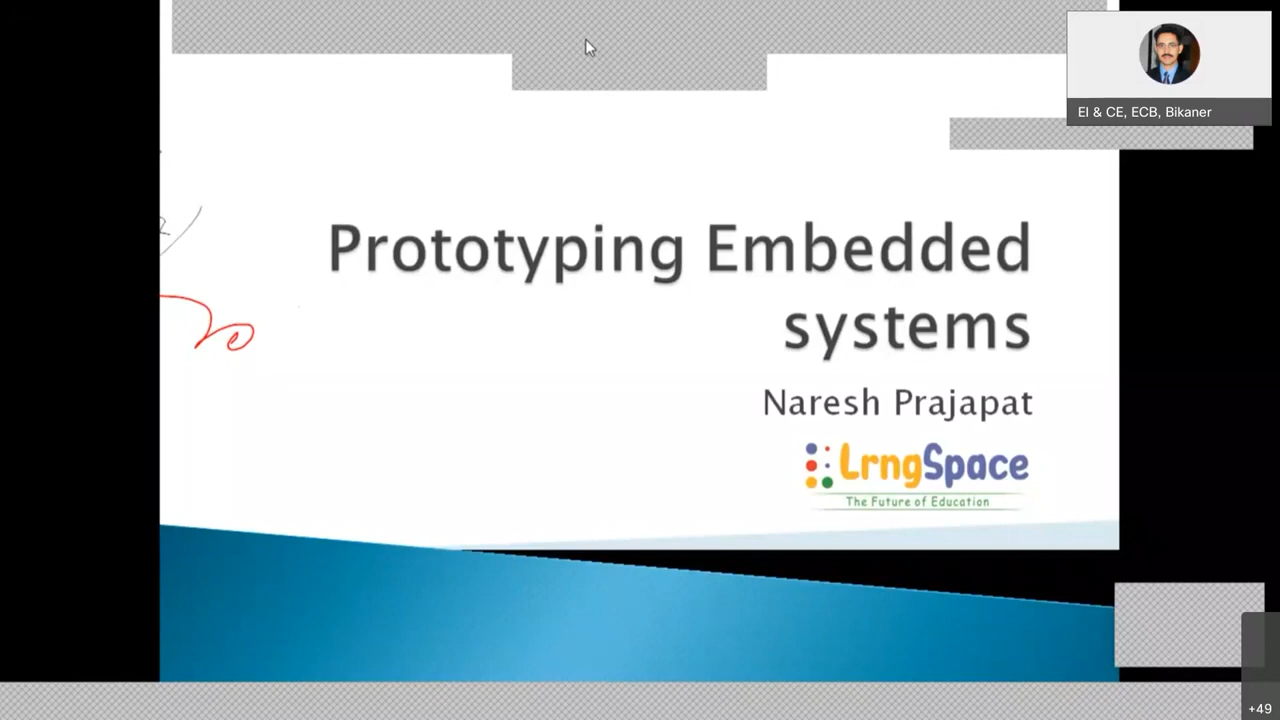 EI & CE, ECB, Bikaner
Prototyping Embedded
systems
Naresh Prajapat
LrngSpace
The Future of Education
+49